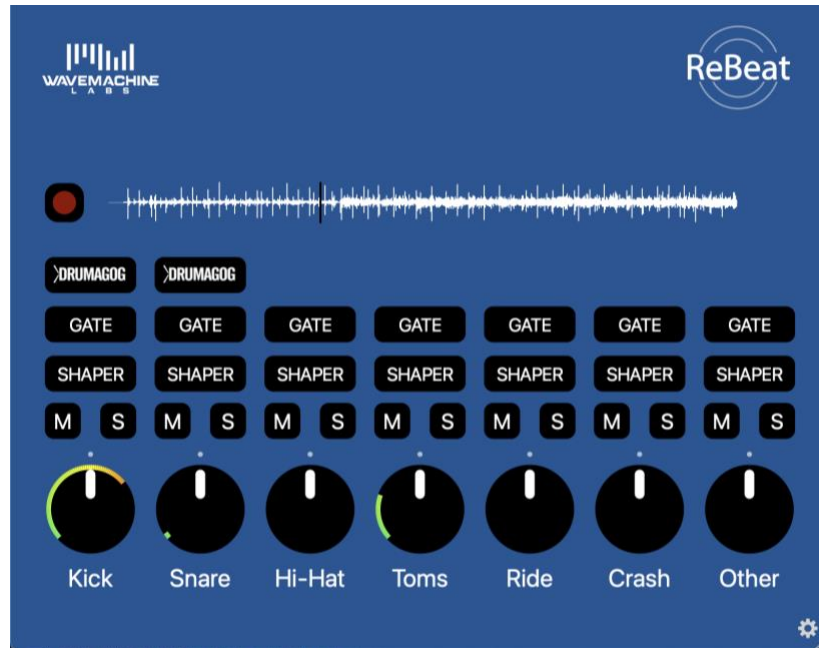 WAVEMACHINE
LABS
ReBeat
DRUMAGOG DRUMAGOG
GATE GATE GATE GATE GATE GATE GATE
SHAPER SHAPER SHAPER SHAPER SHAPER SHAPER SHAPER
M S M S M S M S M S M S M S
Kick Snare Hi-Hat Toms Ride Crash Other